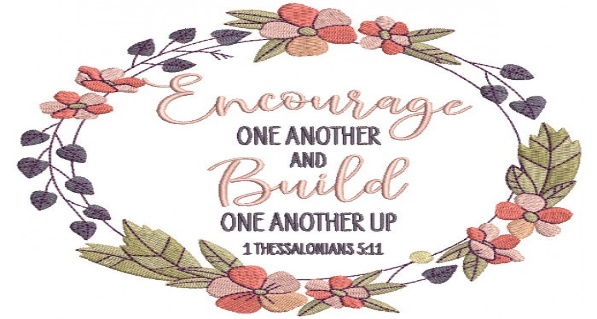 Encourage
ONE ANOTHER
AND
Build
ONE ANOTHER UP
1 THESSALONIANS 5:11